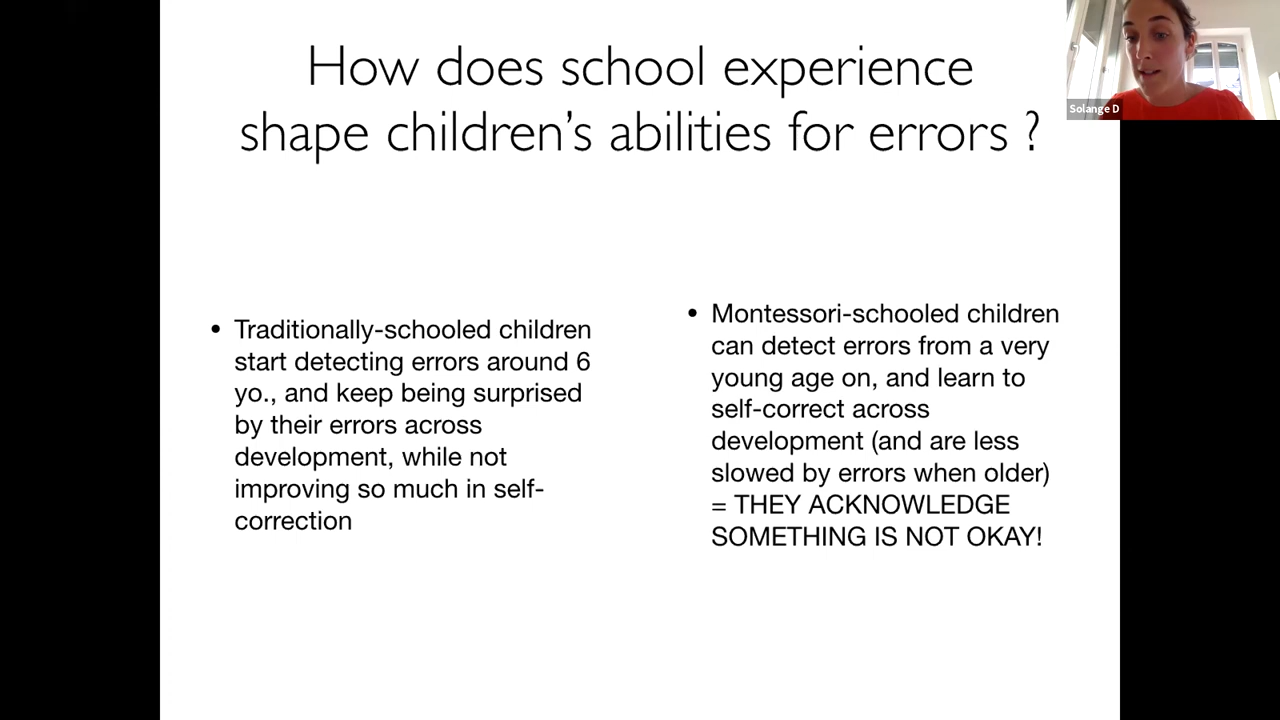 How does school experience
shape children's abilities for errors ?
Solange D
• Traditionally-schooled children
start detecting errors around 6
yo., and keep being surprised
by their errors across
development, while not
improving so much in self-
correction
• Montessori-schooled children
can detect errors from a very
young age on, and learn to
self-correct across
development (and are less
slowed by errors when older)
= THEY ACKNOWLEDGE
SOMETHING IS NOT OKAY!